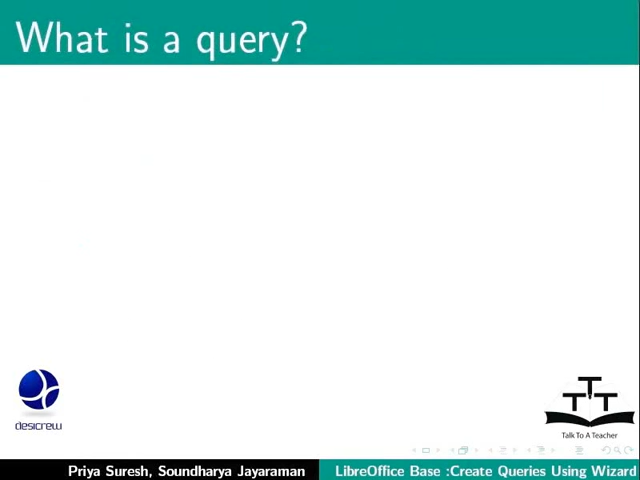 What is a query?
desicrew
T T T
Talk To A Teacher
Priya Suresh, Soundharya Jayaraman
LibreOffice Base :Create Queries Using Wizard